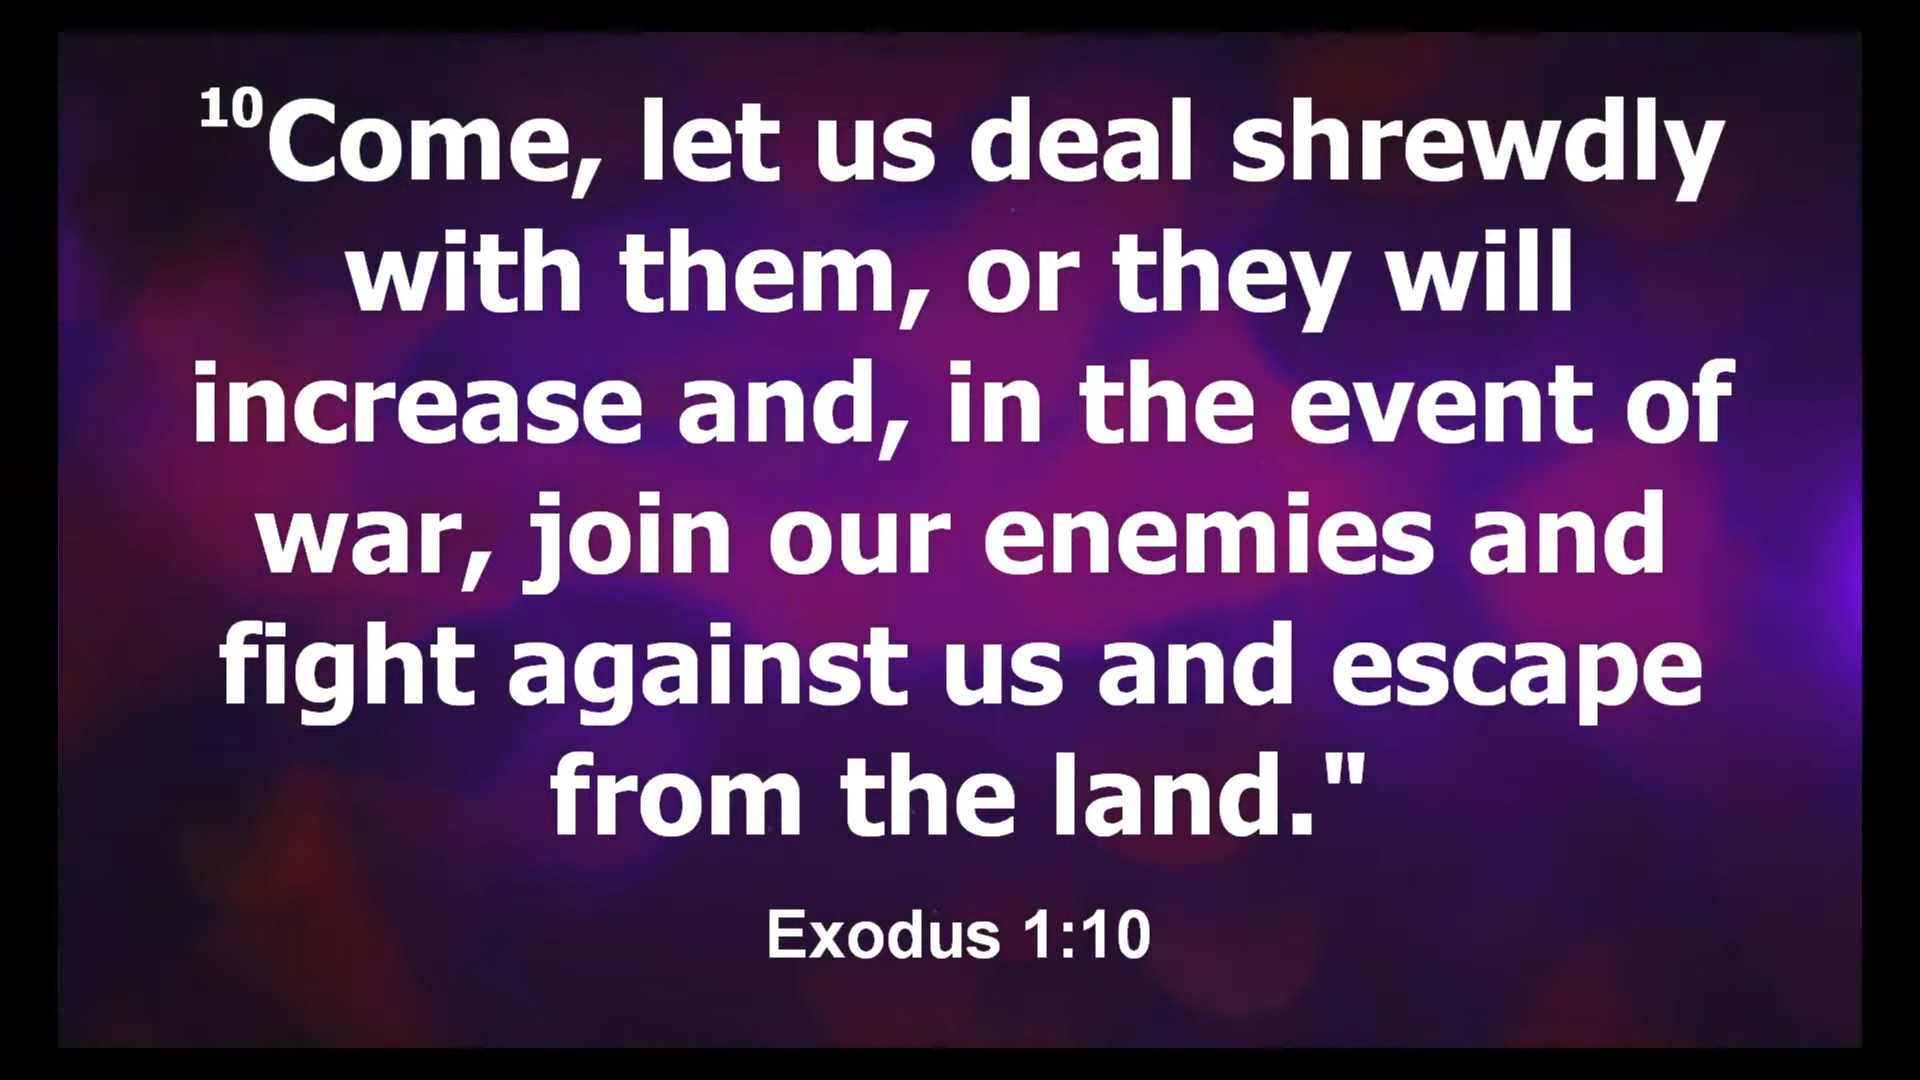 10Come, let us deal shrewdly
with them, or they will
increase and, in the event of
war, join our enemies and
fight against us and escape
from the land."
Exodus 1:10